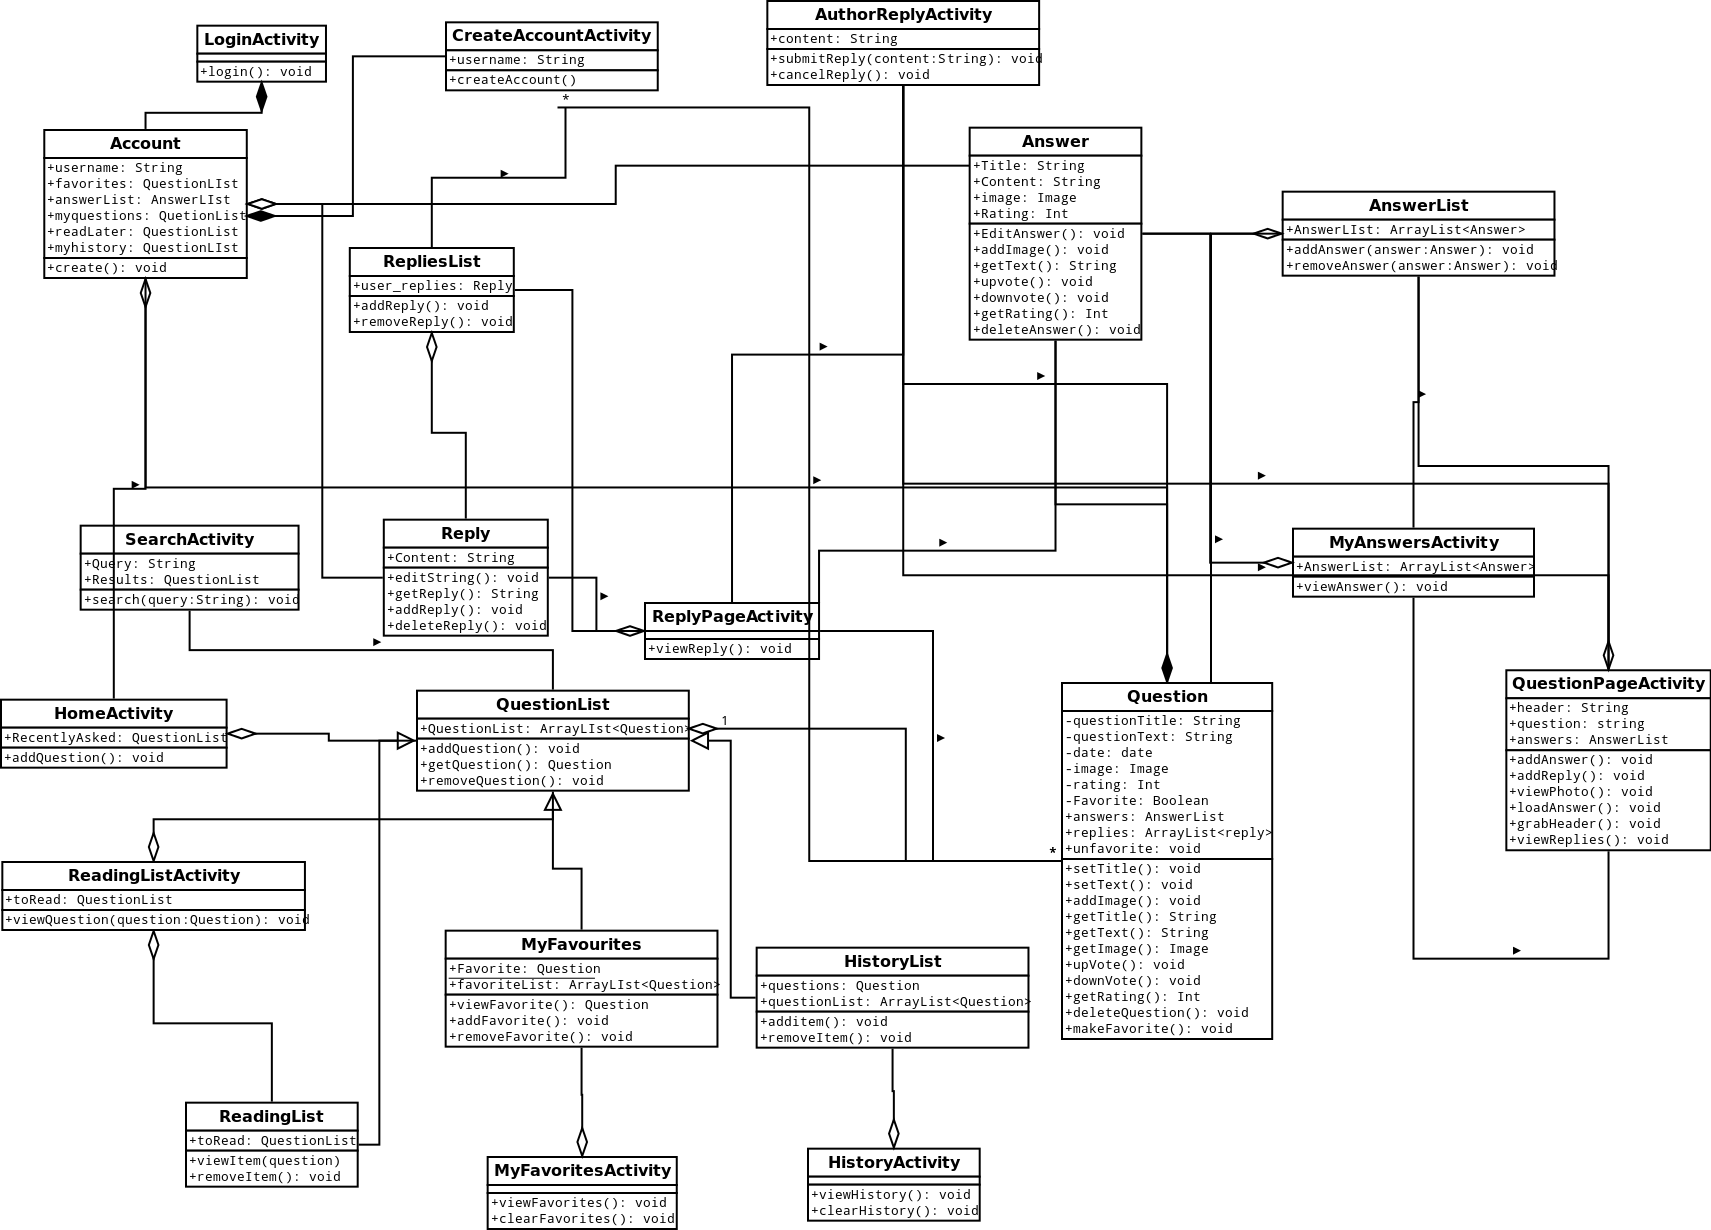 LoginActivity
+login(): void
CreateAccountActivity
+username: String
+createAccount()
AuthorReplyActivity
+content: String
+submitReply(content:String): void
+cancelReply(): void
*
Account
+username: String
+favorites: QuestionLIst
+answerList: AnswerLIst
+myquestions: QuetionList
+readLater: QuestionList
+myhistory: QuestionLIst
+create(): void
Answer
+Title: String
+Content: String
+image: Image
+Rating: Int
+EditAnswer(): void
+addImage(): void
+getText(): String
+upvote(): void
+downvote(): void
+getRating(): Int
+deleteAnswer(): void
AnswerList
+AnswerLIst: ArrayList<Answer>
+addAnswer(answer:Answer): void
+removeAnswer(answer:Answer): void
RepliesList
+user_replies: Reply
+addReply(): void
+removeReply(): void
SearchActivity
+Query: String
+Results: QuestionList
+search(query:String): void
Reply
+Content: String
+editString(): void
+getReply(): String
+addReply(): void
+deleteReply(): void
ReplyPageActivity
+viewReply(): void
MyAnswersActivity
+AnswerList: ArrayList<Answer>
+viewAnswer(): void
HomeActivity
+RecentlyAsked: QuestionList
+addQuestion(): void
QuestionList
+QuestionList: ArrayLIst<Question>
+addQuestion(): void
+getQuestion(): Question
+removeQuestion(): void
1
*
Question
-questionTitle: String
-questionText: String
-date: date
-image: Image
-rating: Int
-Favorite: Boolean
+answers: AnswerList
+replies: ArrayList<reply>
+unfavorite: void
+setTitle(): void
+setText(): void
+addImage(): void
+getTitle(): String
+getText(): String
+getImage(): Image
+upVote(): void
+downVote(): void
+getRating(): Int
+deleteQuestion(): void
+makeFavorite(): void
QuestionPageActivity
+header: String
+question: string
+answers: AnswerList
+addAnswer(): void
+addReply(): void
+viewPhoto(): void
+loadAnswer(): void
+grabHeader(): void
+viewReplies(): void
ReadingListActivity
+toRead: QuestionList
+viewQuestion(question:Question): void
MyFavourites
+Favorite: Question
+favoriteList: ArrayLIst<Question>
+viewFavorite(): Question
+addFavorite(): void
+removeFavorite(): void
HistoryList
+questions: Question
+questionList: ArrayList<Question>
+additem(): void
+removeItem(): void
ReadingList
+toRead: QuestionList
+viewItem(question)
+removeItem(): void
MyFavoritesActivity
+viewFavorites(): void
+clearFavorites(): void
HistoryActivity
+viewHistory(): void
+clearHistory(): void